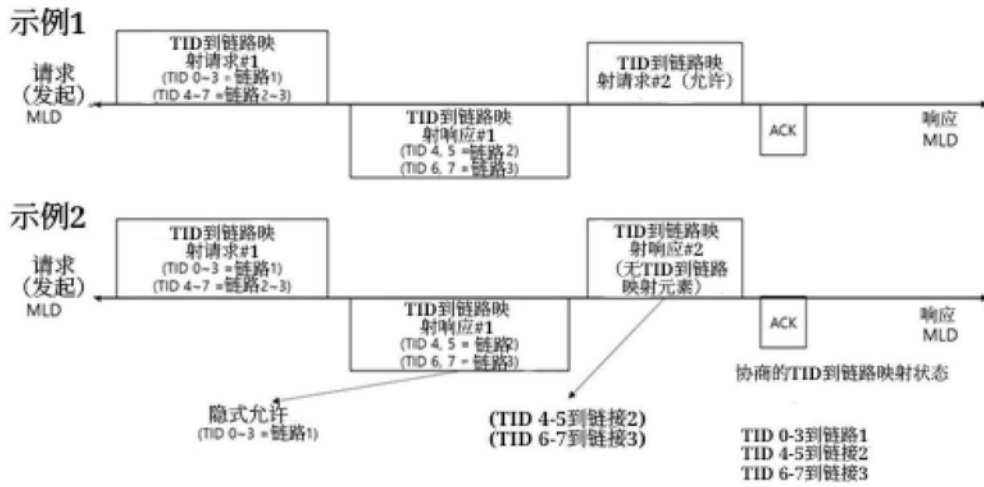 示例1
TID到链路映
射请求#1
(TID 0~3 = 链路1)
(TID 4~7 =链路2~3)
TID到链路映
射请求#2（允许）
请求
（发起）
MLD
TID到链路映
射响应#1
(TID 4, 5 =链路2)
(TID 6, 7 =链路3)
ACK
响应
MLD
示例2
TID到链路映
射请求#1
(TID 0~3 =链路1)
(TID 4~7 =链路2~3)
TID到链路映
射响应#2
（无TID到链路
映射元素）
请求
（发起）
MLD
TID到链路映
射响应#1
(TID 4, 5 = 链路2)
(TID 6, 7 = 链路3)
ACK
响应
MLD
协商的TID到链路映射状态
隐式允许
(TID 0~3 =链路1)
(TID 4-5到链接2)
(TID 6-7到链接3)
TID 0-3到链路1
TID 4-5到链接2
TID 6-7到链接3